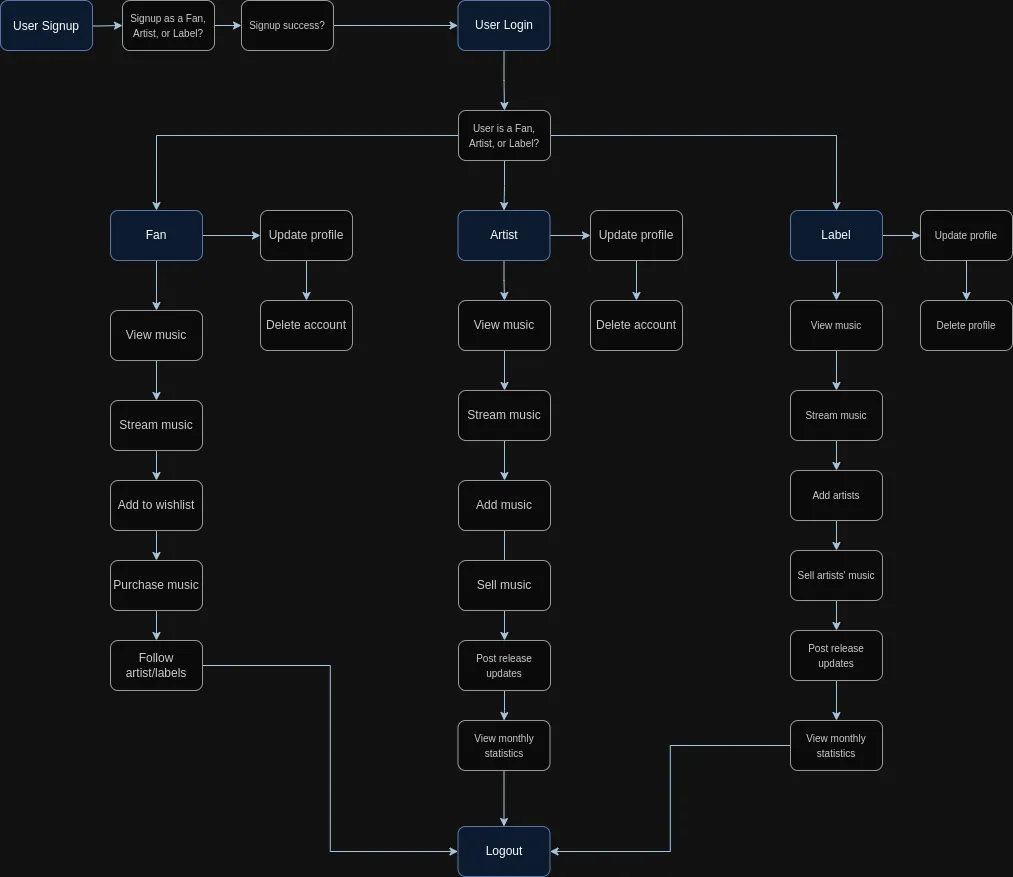 User Signup
Signup as a Fan,
Artist, or Label?
Signup success?
User Login
User is a Fan,
Artist, or Label?
Fan
Update profile
Artist
Update profile
Label
Update profile
View music
Delete account
View music
Delete account
View music
Delete profile
Stream music
Stream music
Stream music
Add to wishlist
Add music
Add artists
Purchase music
Sell music
Sell artists' music
Follow
artist/labels
Post release
updates
Post release
updates
View monthly
statistics
View monthly
statistics
Logout